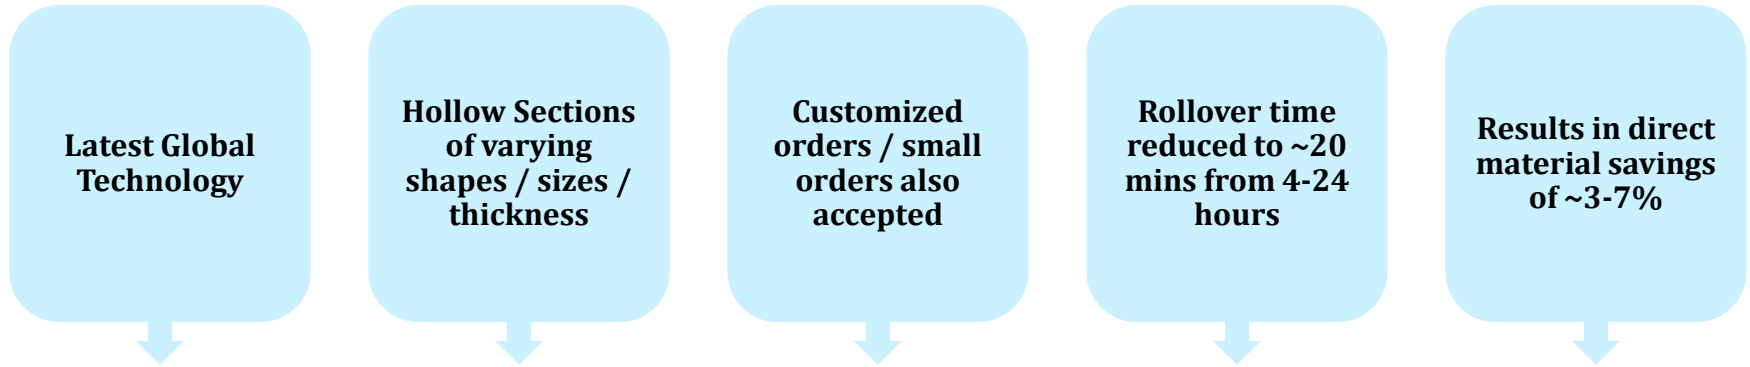 Latest Global
Technology
Hollow Sections
of varying
shapes / sizes /
thickness
Customized
orders / small
orders also
accepted
Rollover time
reduced to ~20
mins from 4-24
hours
Results in direct
material savings
of ~3-7%